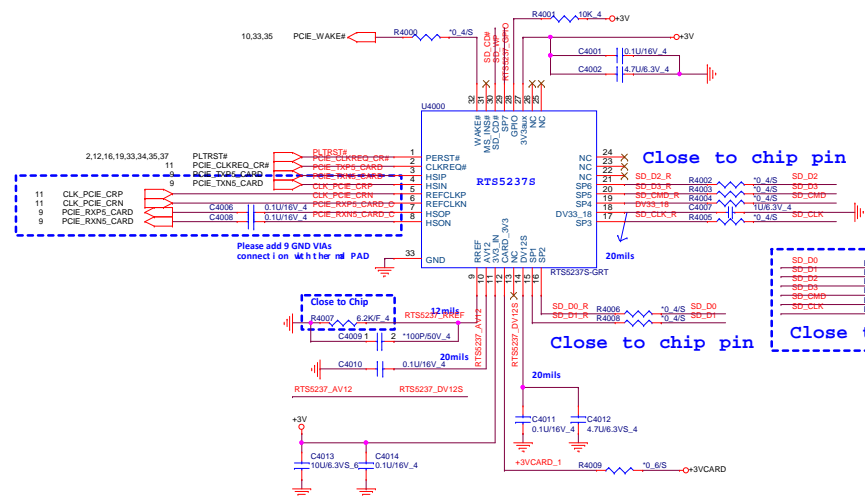 R4001 10K_4 +3V
10,33,35 PCIE_WAKE# R4000 *0_4/S
SD_CD#
SD_WP
RTS5237_GPIO
+3V
C4001 0.1U/16V_4
C4002 4.7U/6.3V_4
U4000
32 31 30 29 28 27 26 25
WAKE# MS_INS# SD_CD# SP7 GPIO 3V3aux NC NC
2,12,16,19,33,34,35,37 PLTRST# PLTRST# 1 PERST#
11 PCIE_CLKREQ_CR# PCIE_CLKREQ_CR# 2 CLKREQ#
9 PCIE_TXP5_CARD PCIE_TXP5_CARD 3 HSIP
9 PCIE_TXN5_CARD PCIE_TXN5_CARD 4 HSIN
11 CLK_PCIE_CRP CLK_PCIE_CRP 5 REFCLKP
11 CLK_PCIE_CRN CLK_PCIE_CRN 6 REFCLKN
9 PCIE_RXP5_CARD C4006 0.1U/16V_4 PCIE_RXP5_CARD_C 7 HSOP
9 PCIE_RXN5_CARD C4008 0.1U/16V_4 PCIE_RXN5_CARD_C 8 HSON
RTS5237S
NC 24
NC 23
NC 22
SP6 21 SD_D2_R R4002 *0_4/S SD_D2
SP5 20 SD_D3_R R4003 *0_4/S SD_D3
SP4 19 SD_CMD_R R4004 *0_4/S SD_CMD
DV33_18 18 DV33_18 C4007 1U/6.3V_4
SP3 17 SD_CLK_R R4005 *0_4/S SD_CLK
Close to chip pin
20mils
Please add 9 GND VIAs
connection with thermal PAD
33 GND
RREF AV12 3V3_IN CARD_3V3 NC DV12S SP1 SP2
RTS5237S-GRT
9 10 11 12 13 14 15 16
SD_D0
SD_D1
SD_D2
SD_D3
SD_CMD
SD_CLK
Close t
Close to Chip
12mils
R4007 6.2K/F_4 RTS5237_RREF
C4009 1 2 *100P/50V_4
20mils
C4010 0.1U/16V_4
RTS5237_AV12
RTS5237_DV12S
SD_D0_R R4006 *0_4/S SD_D0
SD_D1_R R4008 *0_4/S SD_D1
Close to chip pin
20mils
RTS5237_AV12 RTS5237_DV12S
C4011
0.1U/16V_4
C4012
4.7U/6.3VS_4
+3V
C4013
10U/6.3VS_6
C4014
0.1U/16V_4
+3VCARD_1 R4009 *0_6/S +3VCARD